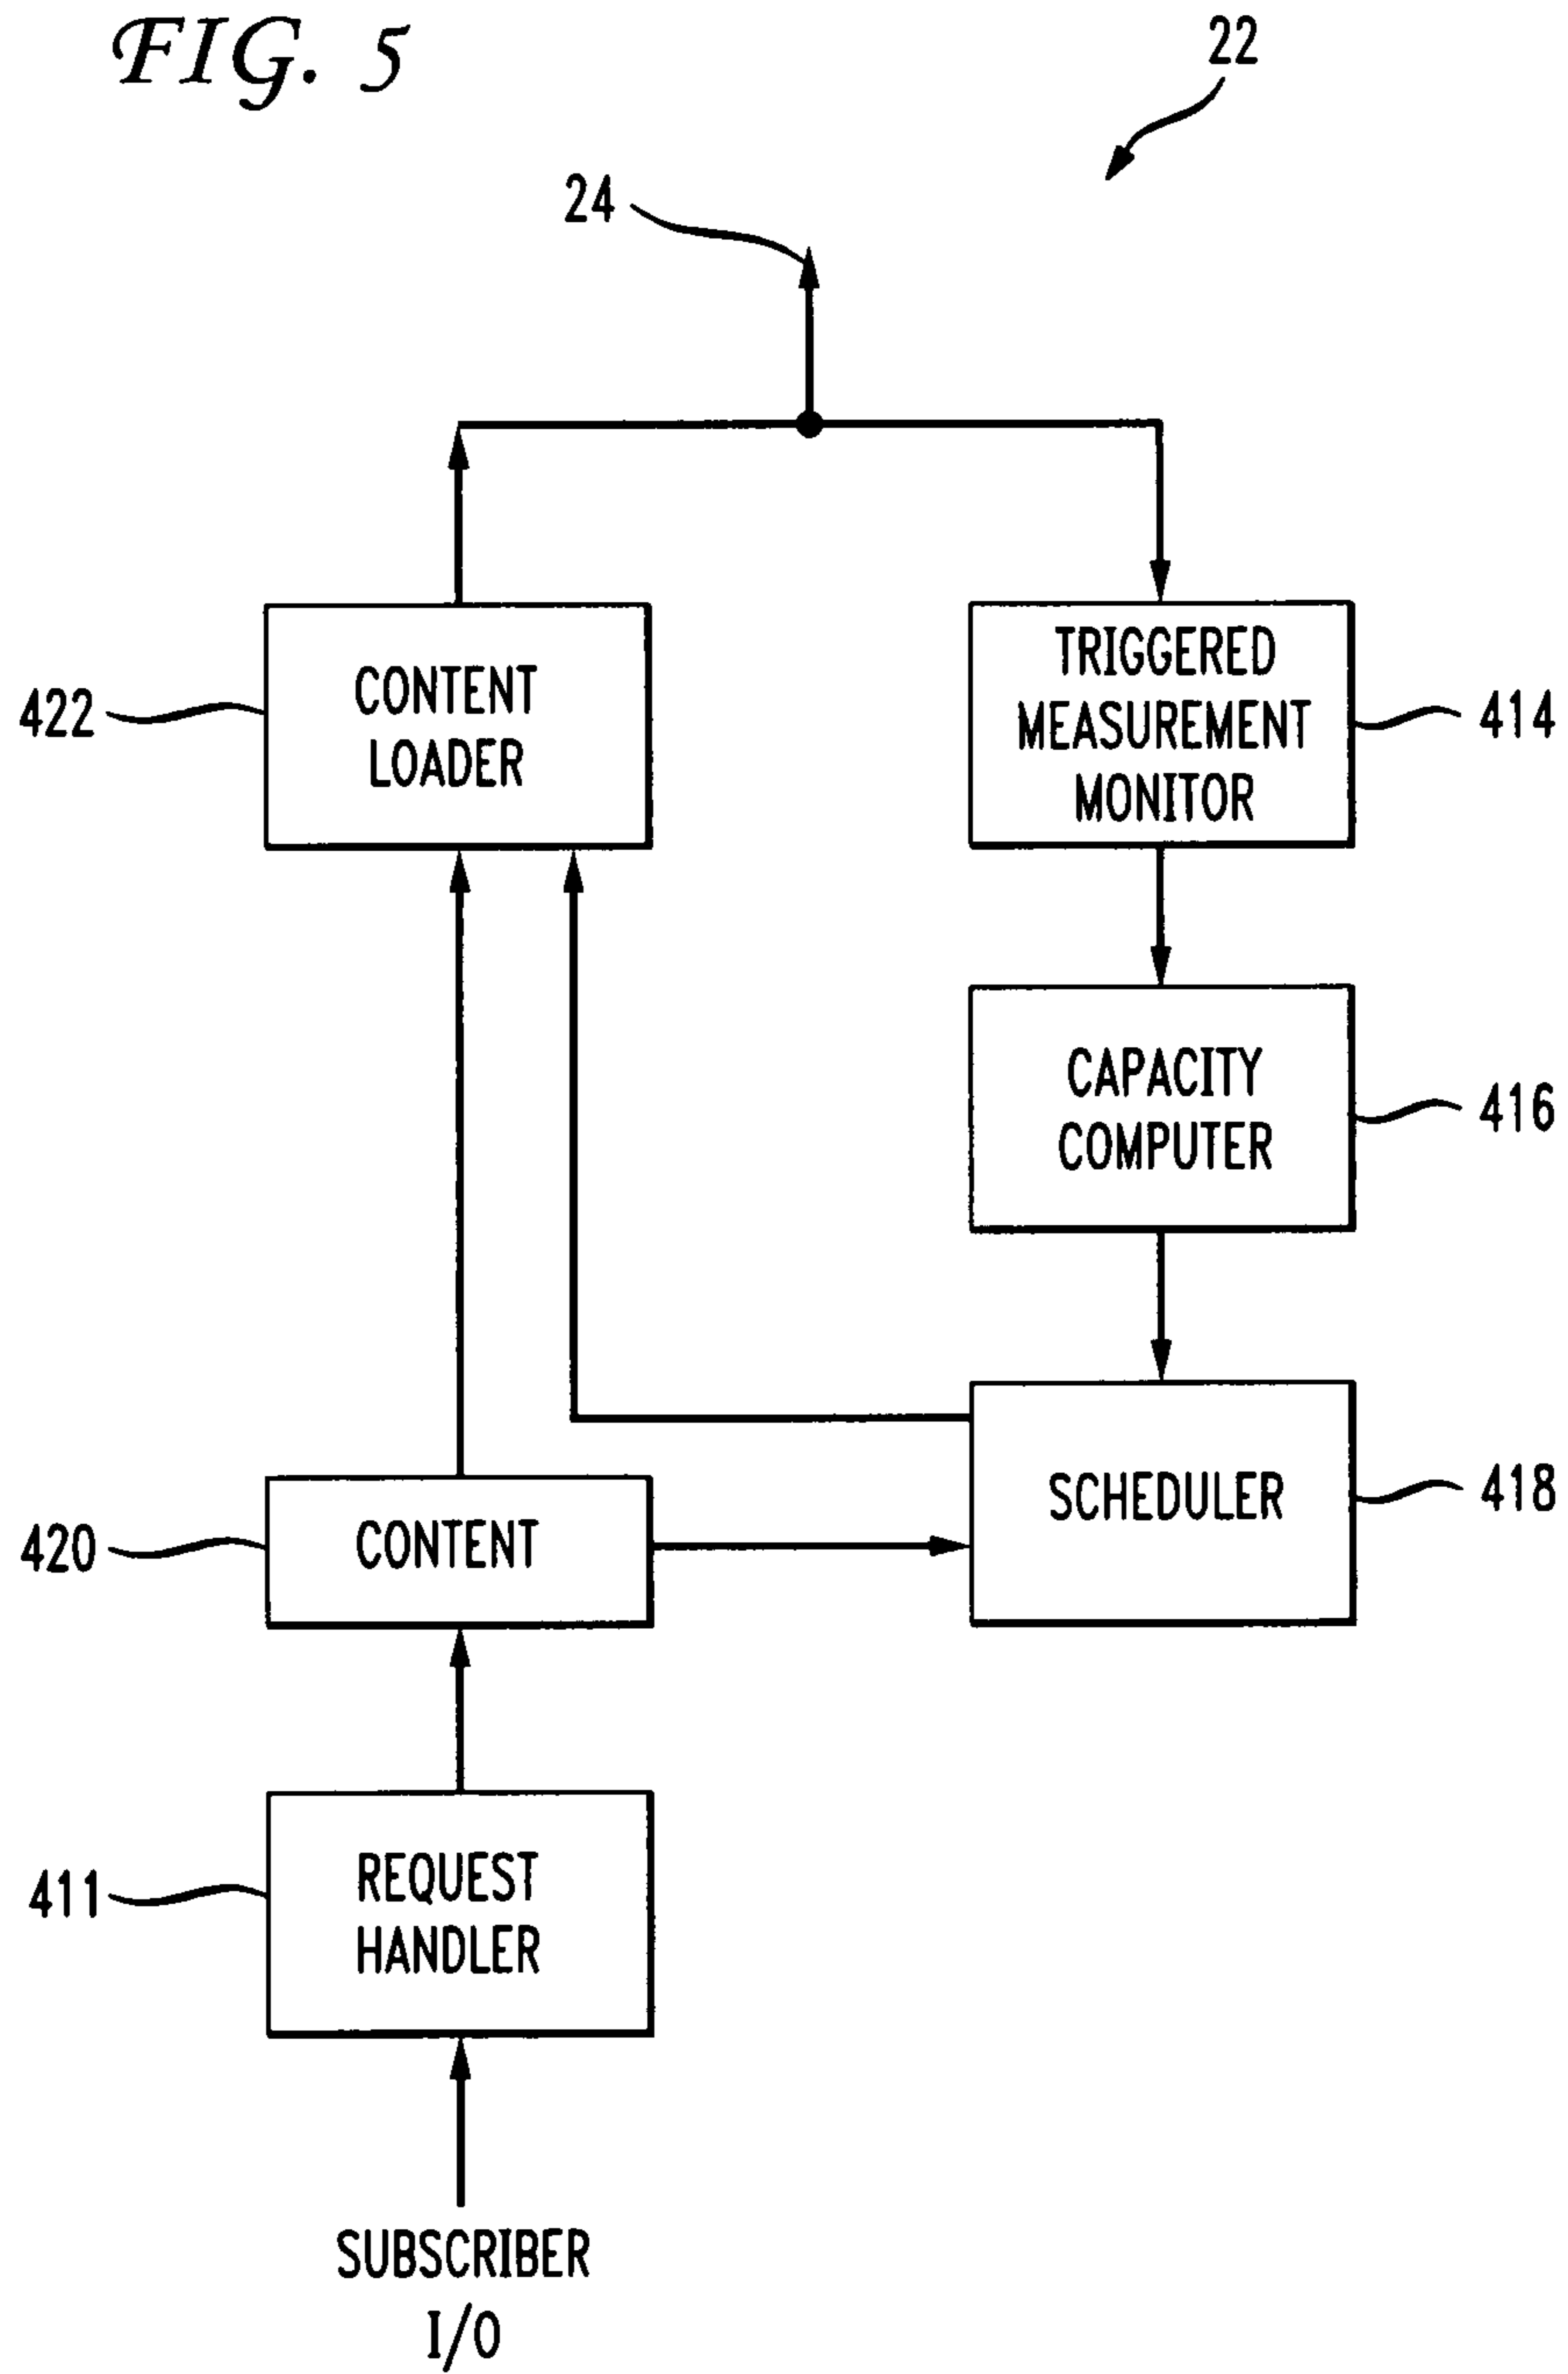 FIG. 5
22
24
CONTENT
LOADER
422
TRIGGERED
MEASUREMENT
MONITOR
414
CAPACITY
COMPUTER
416
SCHEDULER
418
CONTENT
420
REQUEST
HANDLER
411
SUBSCRIBER
I/O